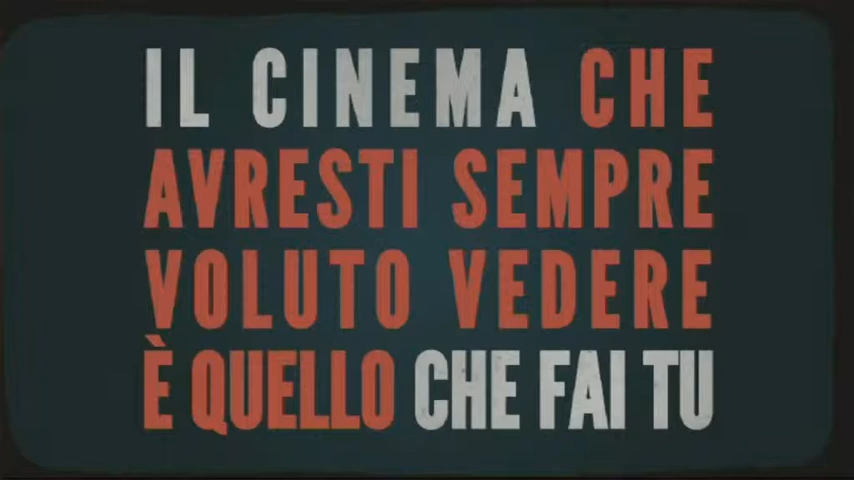 IL CINEMA CHE
AVRESTI SEMPRE
VOLUTO VEDERE
È QUELLO CHE FAI TU